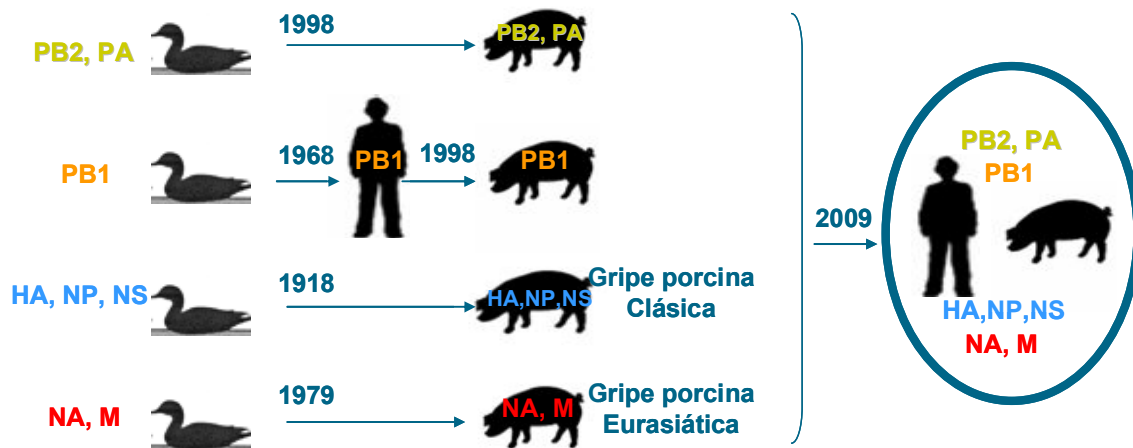 PB2, PA
1998
PB2, PA
PB1
1968
PB1
1998
PB1
HA, NP, NS
1918
HA,NP,NS
Gripe porcina
Clásica
NA, M
1979
NA, M
Gripe porcina
Eurasiática
2009
PB2, PA
PB1
HA,NP,NS
NA, M